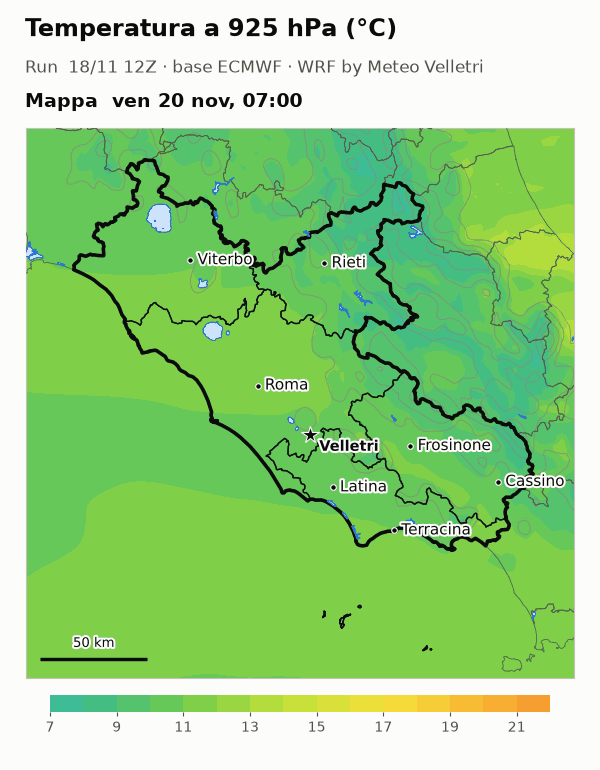 Temperatura a 925 hPa (°C)
Run  18/11 12Z · base ECMWF · WRF by Meteo Velletri
Mappa  ven 20 nov, 07:00
Viterbo
Rieti
Roma
Velletri
Frosinone
Latina
Cassino
Terracina
50 km
7 9 11 13 15 17 19 21